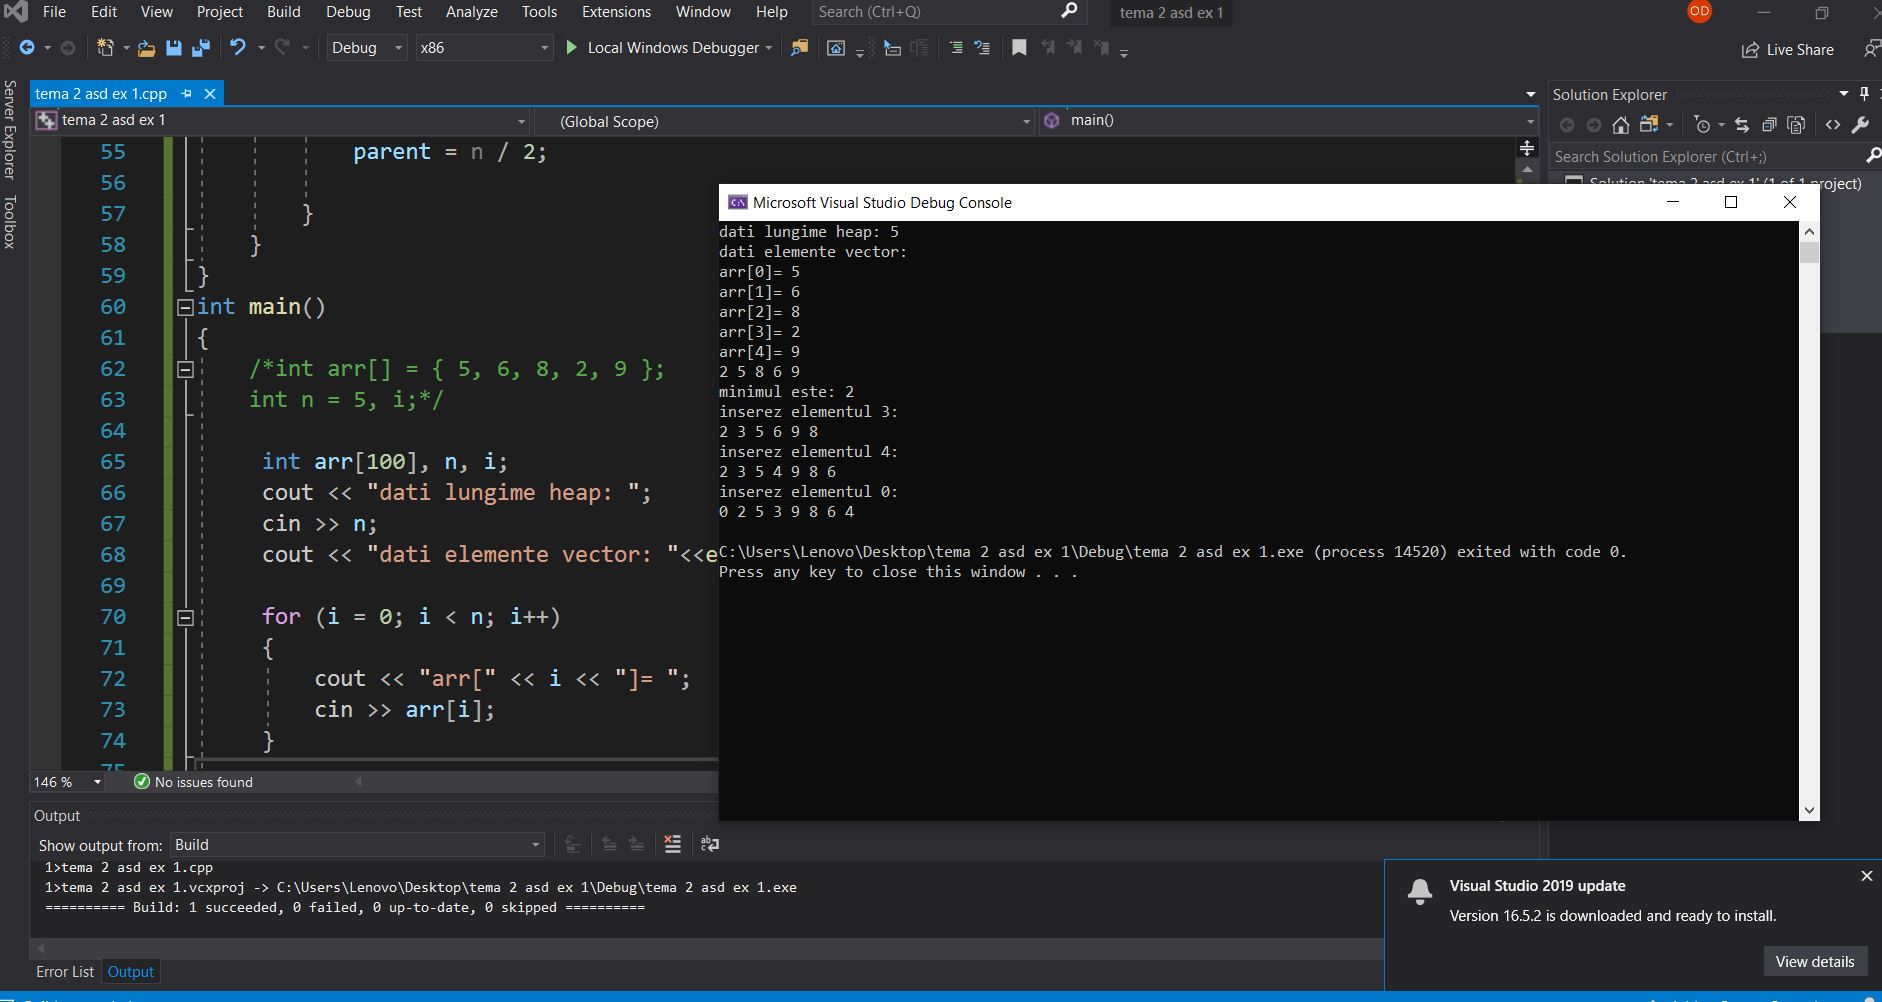 File Edit View Project Build Debug Test Analyze Tools Extensions Window Help Search (Ctrl+Q) tema 2 asd ex 1 OD
Debug x86 Local Windows Debugger Live Share
Server Explorer
Toolbox
tema 2 asd ex 1.cpp
tema 2 asd ex 1 (Global Scope) main()
55 parent = n / 2;
56
57 }
58 }
59 }
60 int main()
61 {
62 /*int arr[] = { 5, 6, 8, 2, 9 };
63 int n = 5, i;*/
64
65 int arr[100], n, i;
66 cout << "dati lungime heap: ";
67 cin >> n;
68 cout << "dati elemente vector: "<<e
69
70 for (i = 0; i < n; i++)
71 {
72 cout << "arr[" << i << "]= ";
73 cin >> arr[i];
74 }
75
146 % No issues found
Microsoft Visual Studio Debug Console
dati lungime heap: 5
dati elemente vector:
arr[0]= 5
arr[1]= 6
arr[2]= 8
arr[3]= 2
arr[4]= 9
2 5 8 6 9
minimul este: 2
inserez elementul 3:
2 3 5 6 9 8
inserez elementul 4:
2 3 5 4 9 8 6
inserez elementul 0:
0 2 5 3 9 8 6 4
C:\Users\Lenovo\Desktop\tema 2 asd ex 1\Debug\tema 2 asd ex 1.exe (process 14520) exited with code 0.
Press any key to close this window . . .
Solution Explorer
Search Solution Explorer (Ctrl+;)
Solution 'tema 2 asd ex 1' (1 of 1 project)
Output
Show output from: Build
1>tema 2 asd ex 1.cpp
1>tema 2 asd ex 1.vcxproj -> C:\Users\Lenovo\Desktop\tema 2 asd ex 1\Debug\tema 2 asd ex 1.exe
========== Build: 1 succeeded, 0 failed, 0 up-to-date, 0 skipped ==========
Error List Output
Visual Studio 2019 update
Version 16.5.2 is downloaded and ready to install.
View details